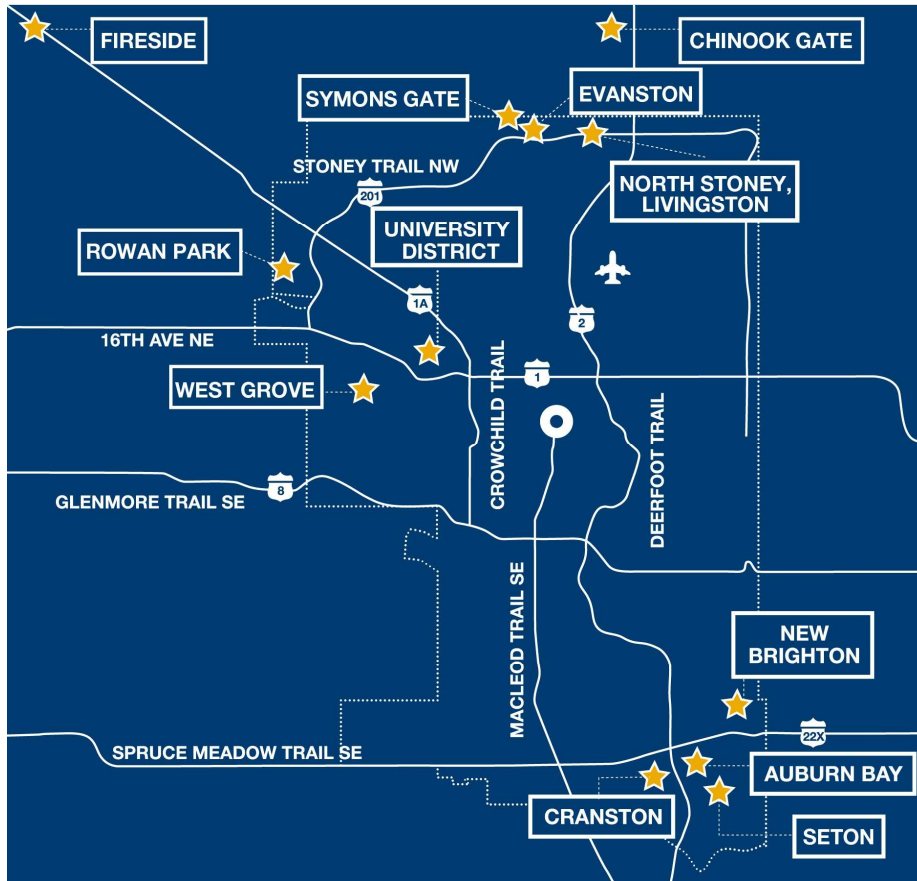 FIRESIDE
CHINOOK GATE
SYMONS GATE
EVANSTON
STONEY TRAIL NW
201
NORTH STONEY,
LIVINGSTON
UNIVERSITY
DISTRICT
ROWAN PARK
1A
2
16TH AVE NE
1
WEST GROVE
CROWCHILD TRAIL
DEERFOOT TRAIL
8
GLENMORE TRAIL SE
MACLEOD TRAIL SE
NEW
BRIGHTON
22X
SPRUCE MEADOW TRAIL SE
AUBURN BAY
CRANSTON
SETON